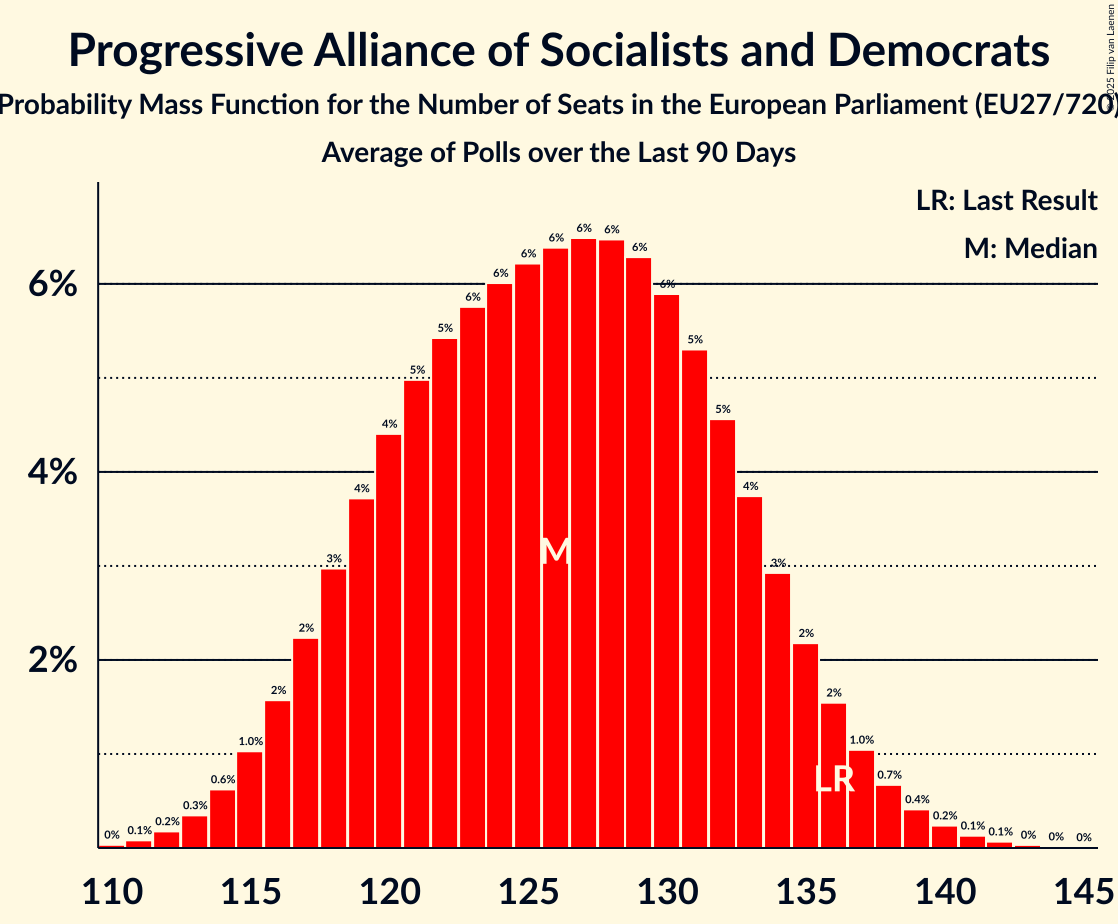 Progressive Alliance of Socialists and Democrats
Probability Mass Function for the Number of Seats in the European Parliament (EU27/720)
Average of Polls over the Last 90 Days
© 2025 Filip van Laenen
LR: Last Result
M: Median
6%
4%
2%
0% 0.1% 0.2% 0.3% 0.6% 1.0% 2% 2% 3% 4% 4% 5% 5% 6% 6% 6% 6% 6% 6% 6% 6% 5% 5% 4% 3% 2% 2% 1.0% 0.7% 0.4% 0.2% 0.1% 0.1% 0% 0% 0%
M
LR
110 115 120 125 130 135 140 145